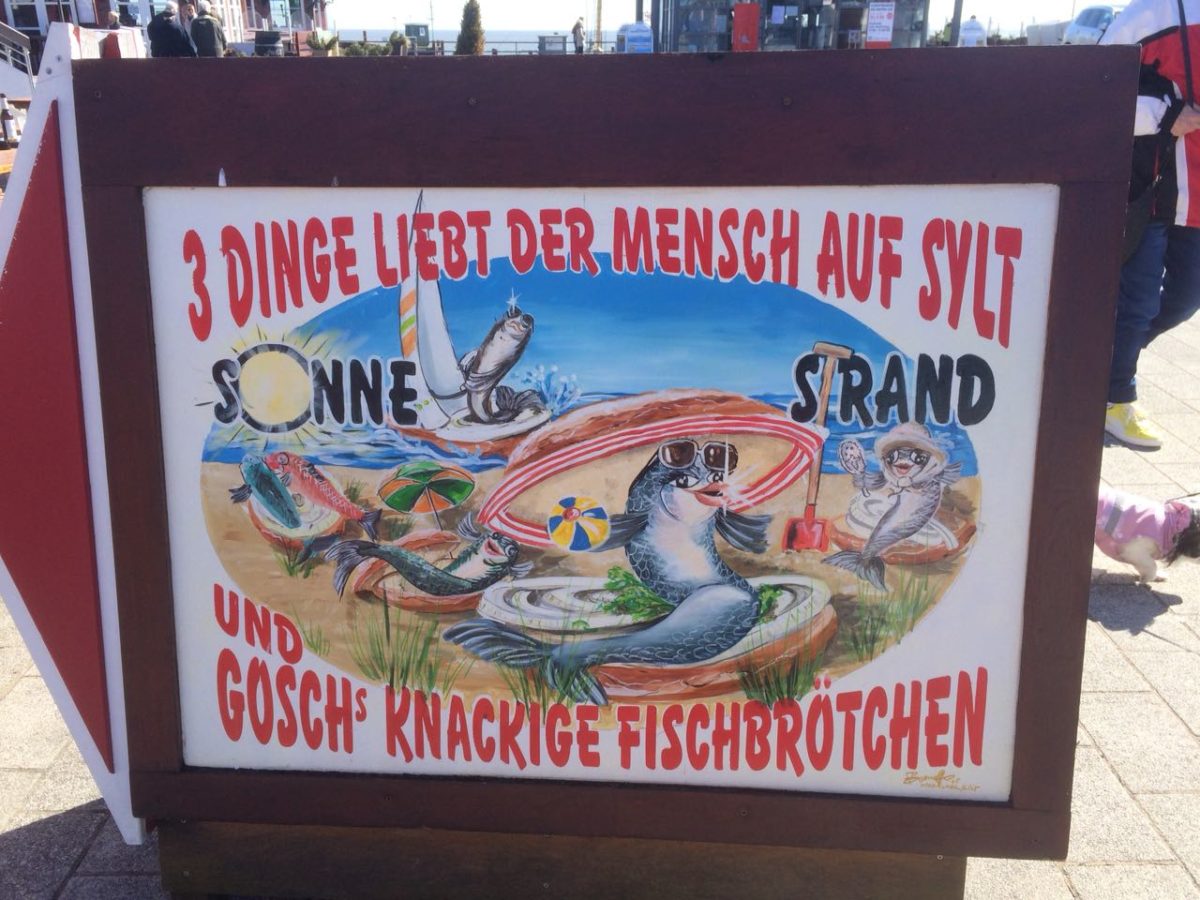 3 DINGE LIEBT DER MENSCH AUF SYLT
SONNE STRAND
UND
GOSCHs KNACKIGE FISCHBRÖTCHEN